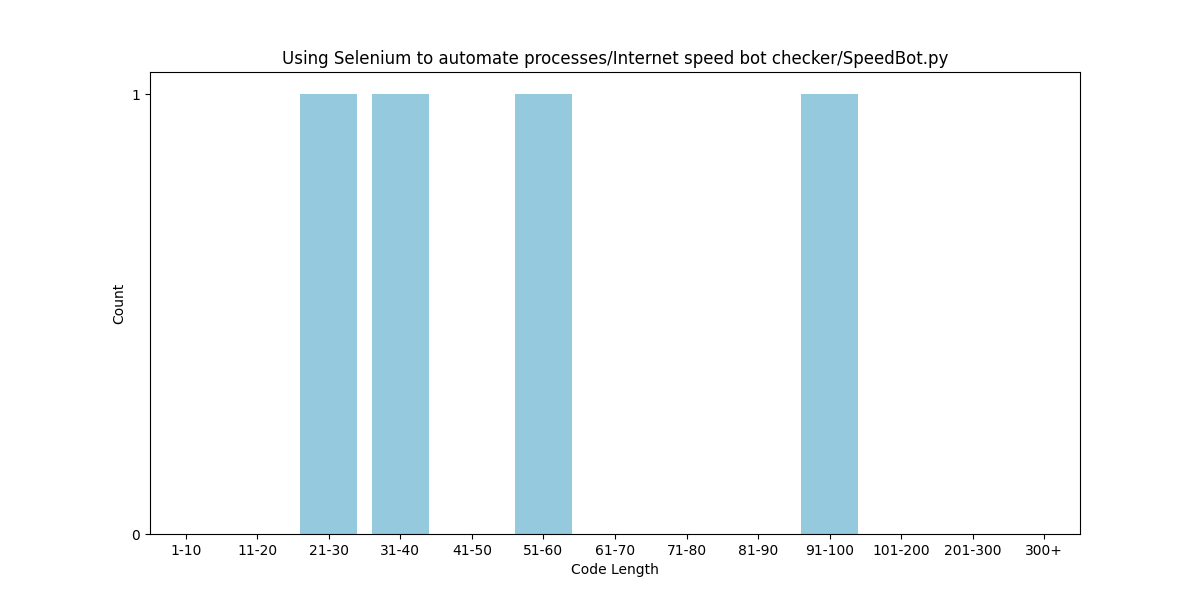 Using Selenium to automate processes/Internet speed bot checker/SpeedBot.py
1
Count
0
1-10 11-20 21-30 31-40 41-50 51-60 61-70 71-80 81-90 91-100 101-200 201-300 300+
Code Length